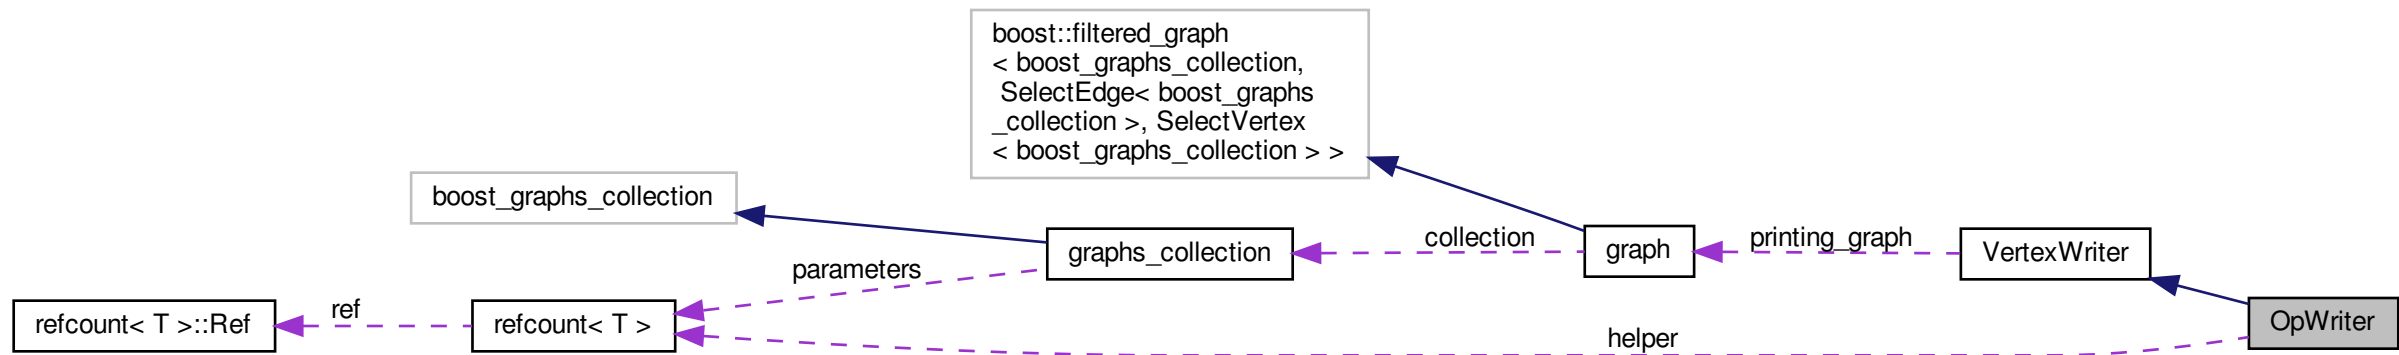 boost::filtered_graph
< boost_graphs_collection,
SelectEdge< boost_graphs
_collection >, SelectVertex
< boost_graphs_collection > >
boost_graphs_collection
graphs_collection
collection
graph
printing_graph
VertexWriter
parameters
refcount< T >::Ref
ref
refcount< T >
helper
OpWriter